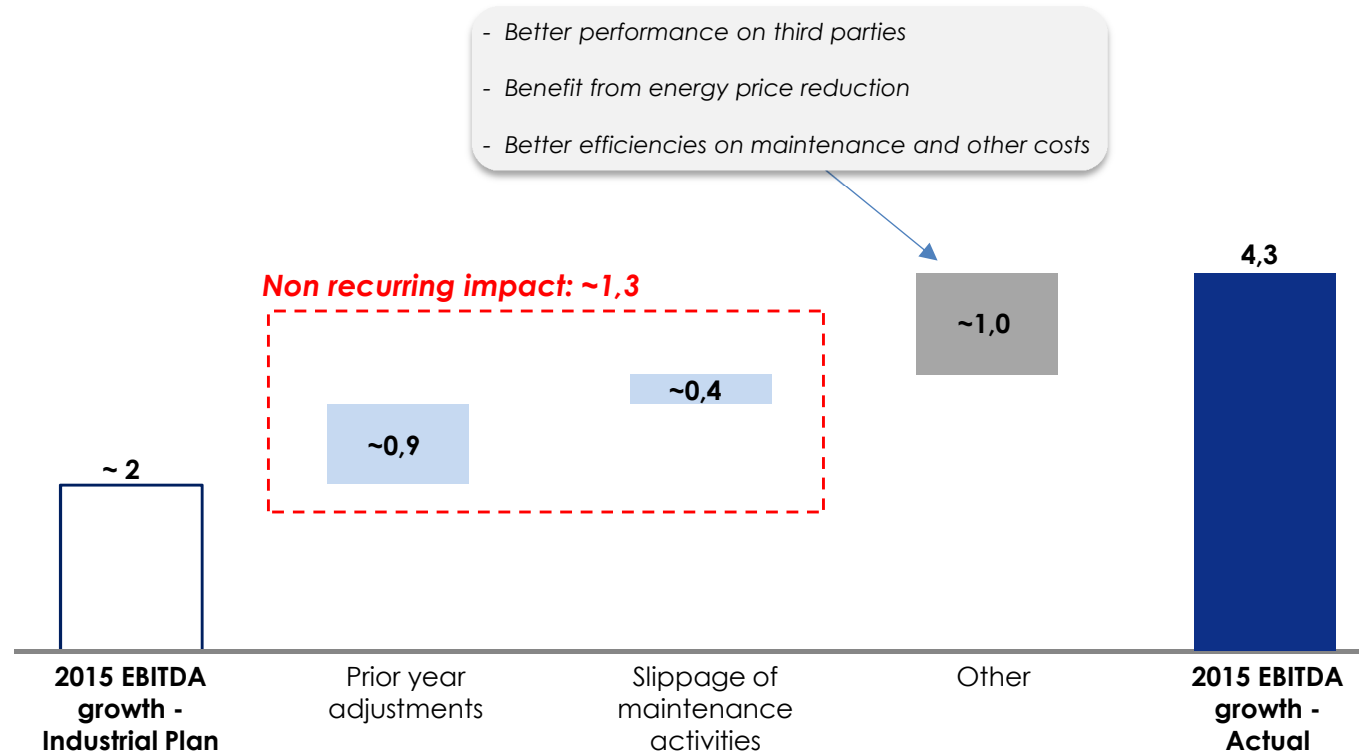 - Better performance on third parties
- Benefit from energy price reduction
- Better efficiencies on maintenance and other costs
4,3
Non recurring impact: ~1,3
~1,0
~0,4
~0,9
~ 2
2015 EBITDA
growth -
Industrial Plan
Prior year
adjustments
Slippage of
maintenance
activities
Other
2015 EBITDA
growth -
Actual